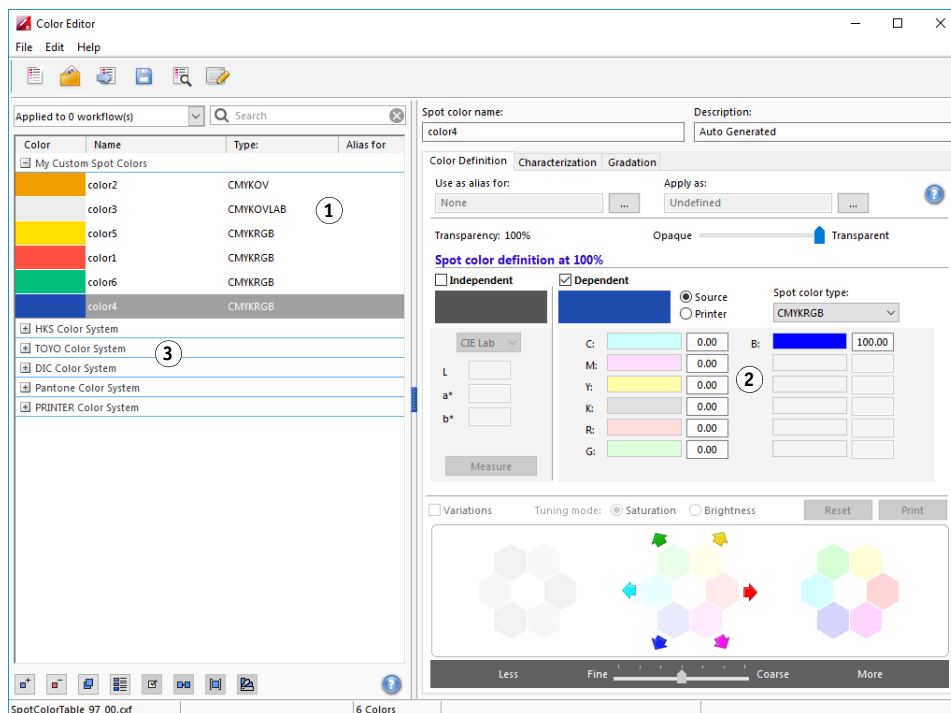 Color Editor
File Edit Help
Applied to 0 workflow(s)
Search
Color Name Type: Alias for
My Custom Spot Colors
color2 CMYKOV
color3 CMYKOVLAB
1
color5 CMYKRGB
color1 CMYKRGB
color6 CMYKRGB
color4 CMYKRGB
HKS Color System
TOYO Color System
3
DIC Color System
Pantone Color System
PRINTER Color System
Spot color name: Description:
color4 Auto Generated
Color Definition Characterization Gradation
Use as alias for: Apply as:
None ... Undefined ...
?
Transparency: 100% Opaque Transparent
Spot color definition at 100%
Independent Dependent
Source
Printer
Spot color type:
CMYKRGB
CIE Lab
L
a*
b*
Measure
C: 0.00 B: 100.00
M: 0.00
Y: 0.00
2
K: 0.00
R: 0.00
G: 0.00
Variations Tuning mode: Saturation Brightness Reset Print
Less Fine Coarse More
?
SpotColorTable_97_00.cxf 6 Colors